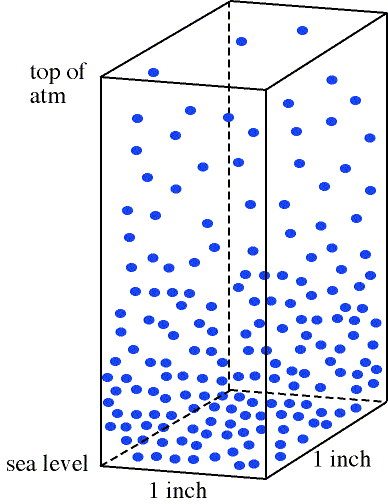 top of
atm
sea level
1 inch
1 inch